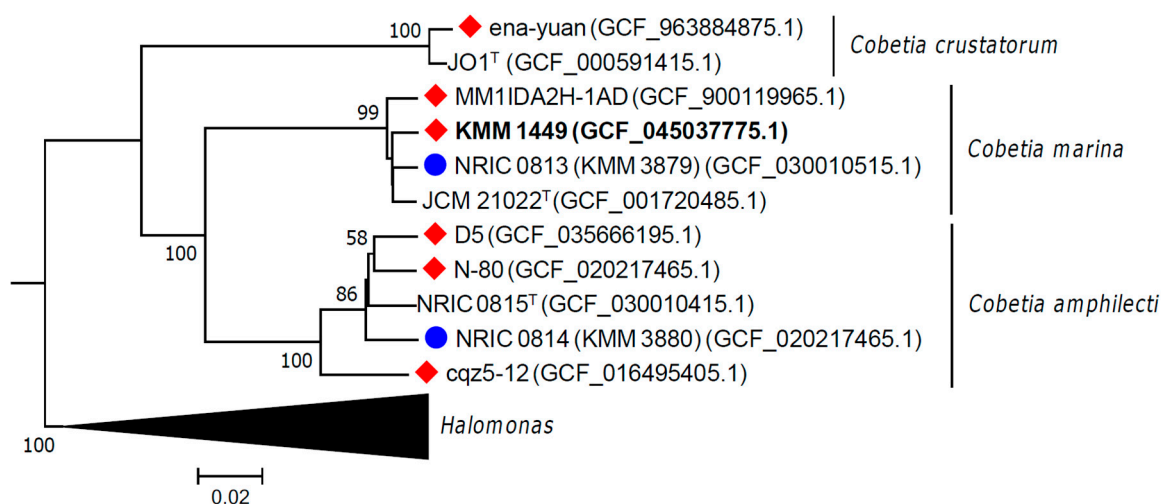 100
ena-yuan (GCF_963884875.1)
JO1ᵀ (GCF_000591415.1)
Cobetia crustatorum
99
MM1IDA2H-1AD (GCF_900119965.1)
KMM 1449 (GCF_045037775.1)
NRIC 0813 (KMM 3879) (GCF_030010515.1)
JCM 21022ᵀ (GCF_001720485.1)
Cobetia marina
100
58
D5 (GCF_035666195.1)
N-80 (GCF_020217465.1)
86
NRIC 0815ᵀ (GCF_030010415.1)
NRIC 0814 (KMM 3880) (GCF_020217465.1)
100
cqz5-12 (GCF_016495405.1)
Cobetia amphilecti
100
Halomonas
0.02